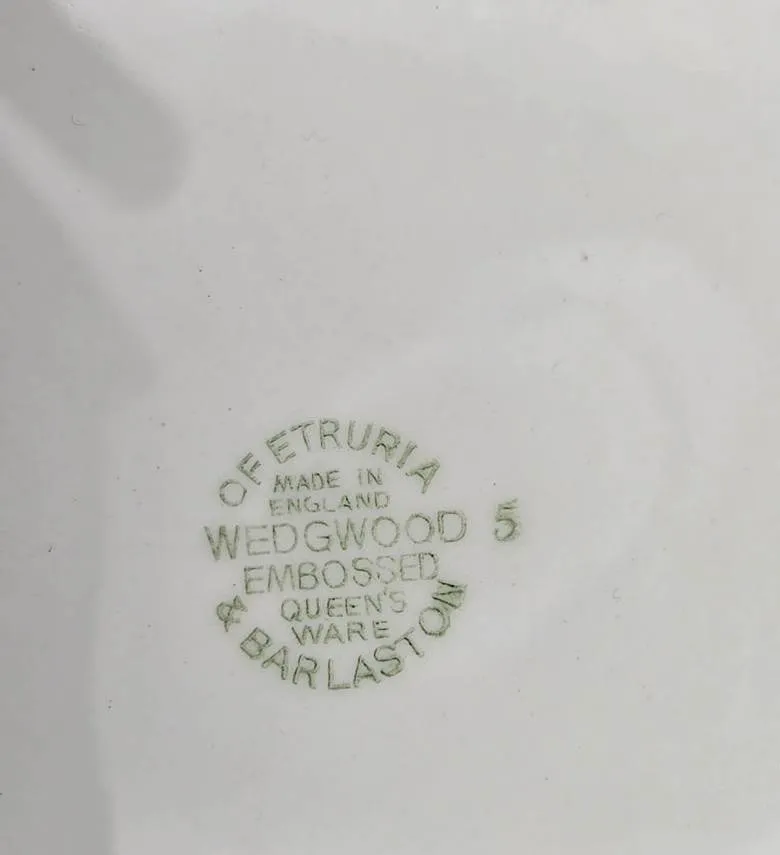 OF ETRURIA
MADE IN
ENGLAND
WEDGWOOD 5
EMBOSSED
QUEEN'S
WARE
& BARLASTON